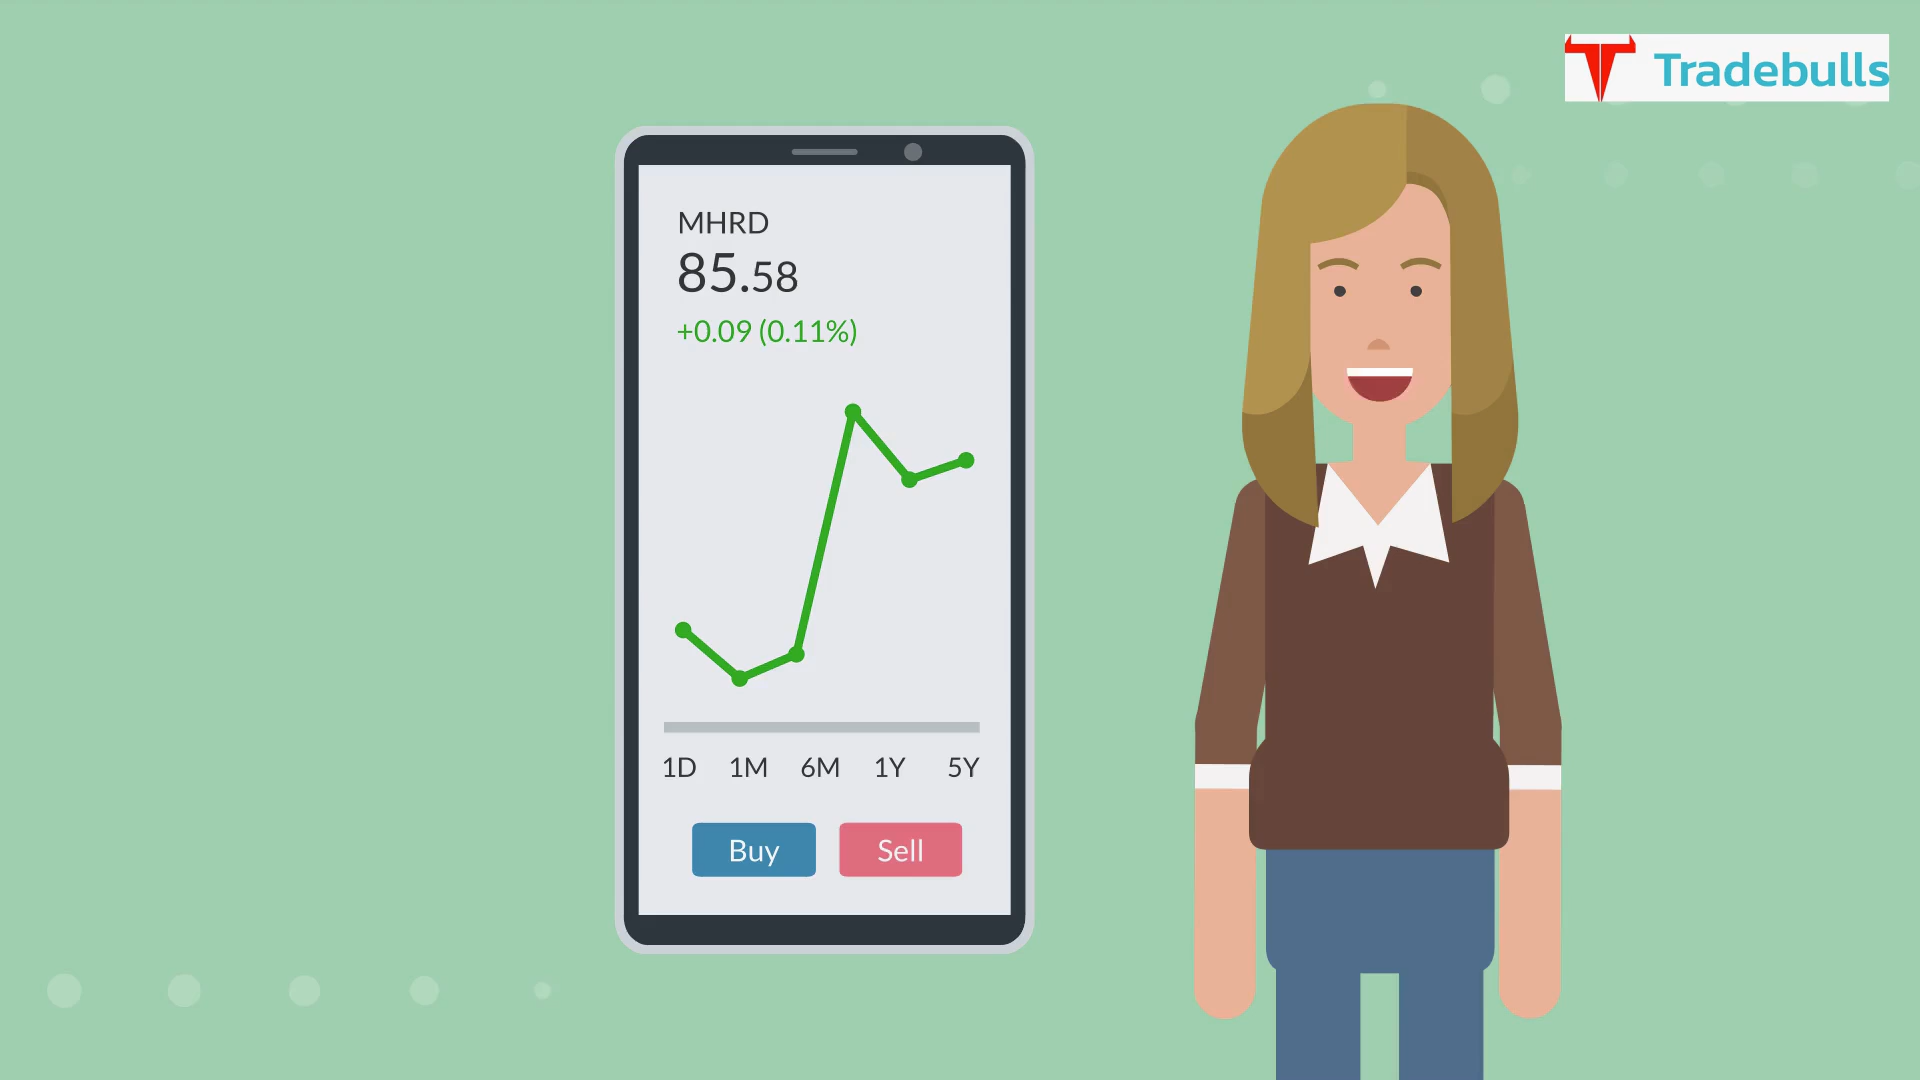 Tradebulls
MHRD
85.58
+0.09 (0.11%)
1D 1M 6M 1Y 5Y
Buy Sell